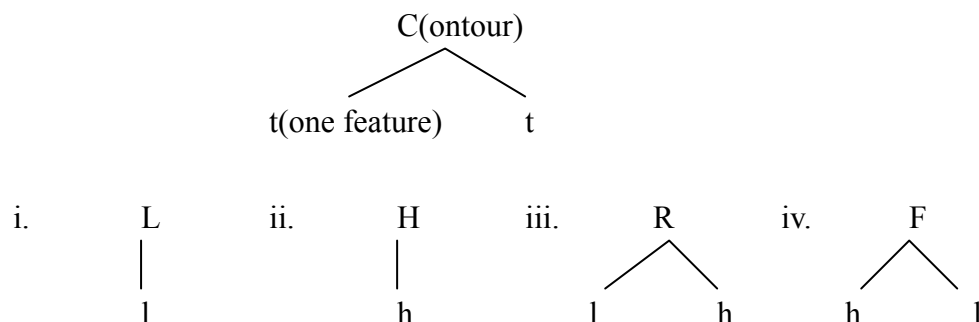 C(ontour)
t(one feature) t
i. L ii. H iii. R iv. F
l h l h h l